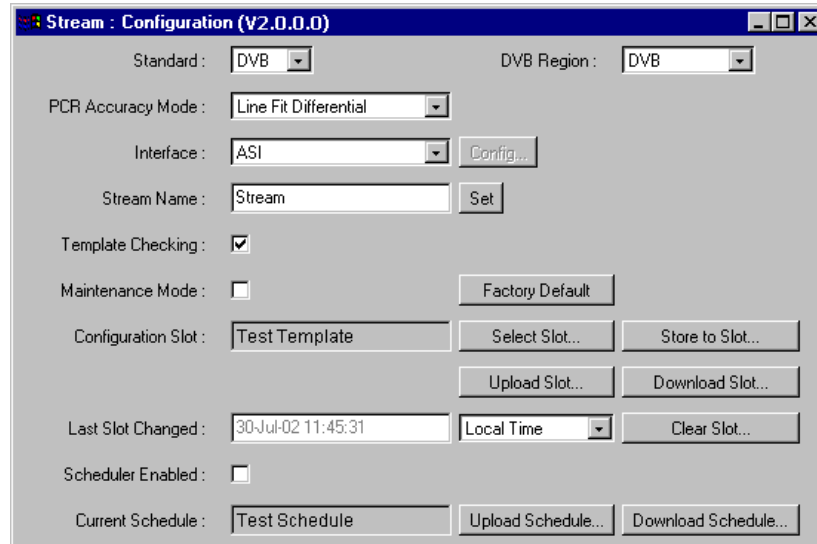 Stream : Configuration (V2.0.0.0)
Standard : DVB DVB Region : DVB
PCR Accuracy Mode : Line Fit Differential
Interface : ASI Config...
Stream Name : Stream Set
Template Checking :
Maintenance Mode : Factory Default
Configuration Slot : Test Template Select Slot... Store to Slot...
Upload Slot... Download Slot...
Last Slot Changed : 30-Jul-02 11:45:31 Local Time Clear Slot...
Scheduler Enabled :
Current Schedule : Test Schedule Upload Schedule... Download Schedule...